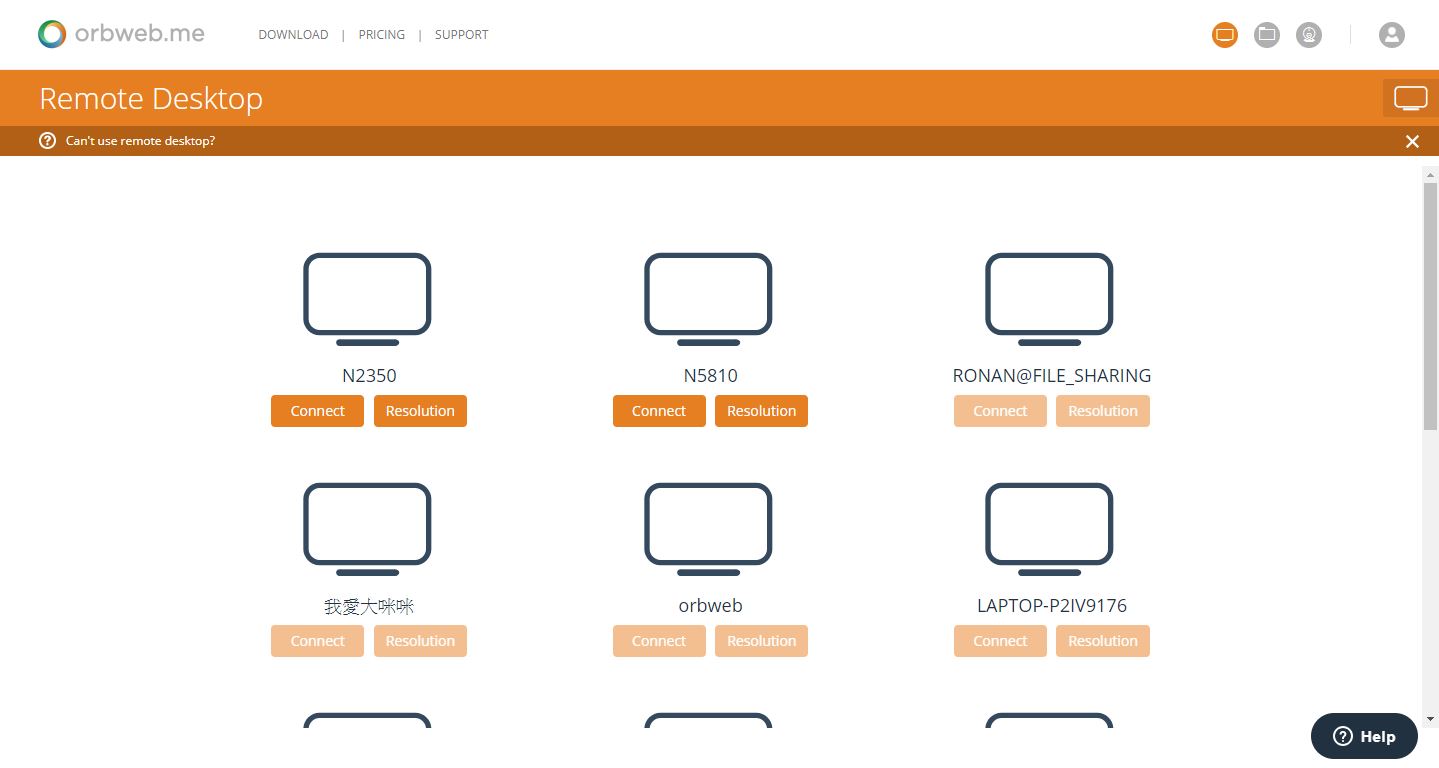 orbweb.me DOWNLOAD | PRICING | SUPPORT
Remote Desktop
Can't use remote desktop?
N2350 N5810 RONAN@FILE_SHARING
Connect Resolution Connect Resolution Connect Resolution
我愛大咪咪 orbweb LAPTOP-P2IV9176
Connect Resolution Connect Resolution Connect Resolution
Help